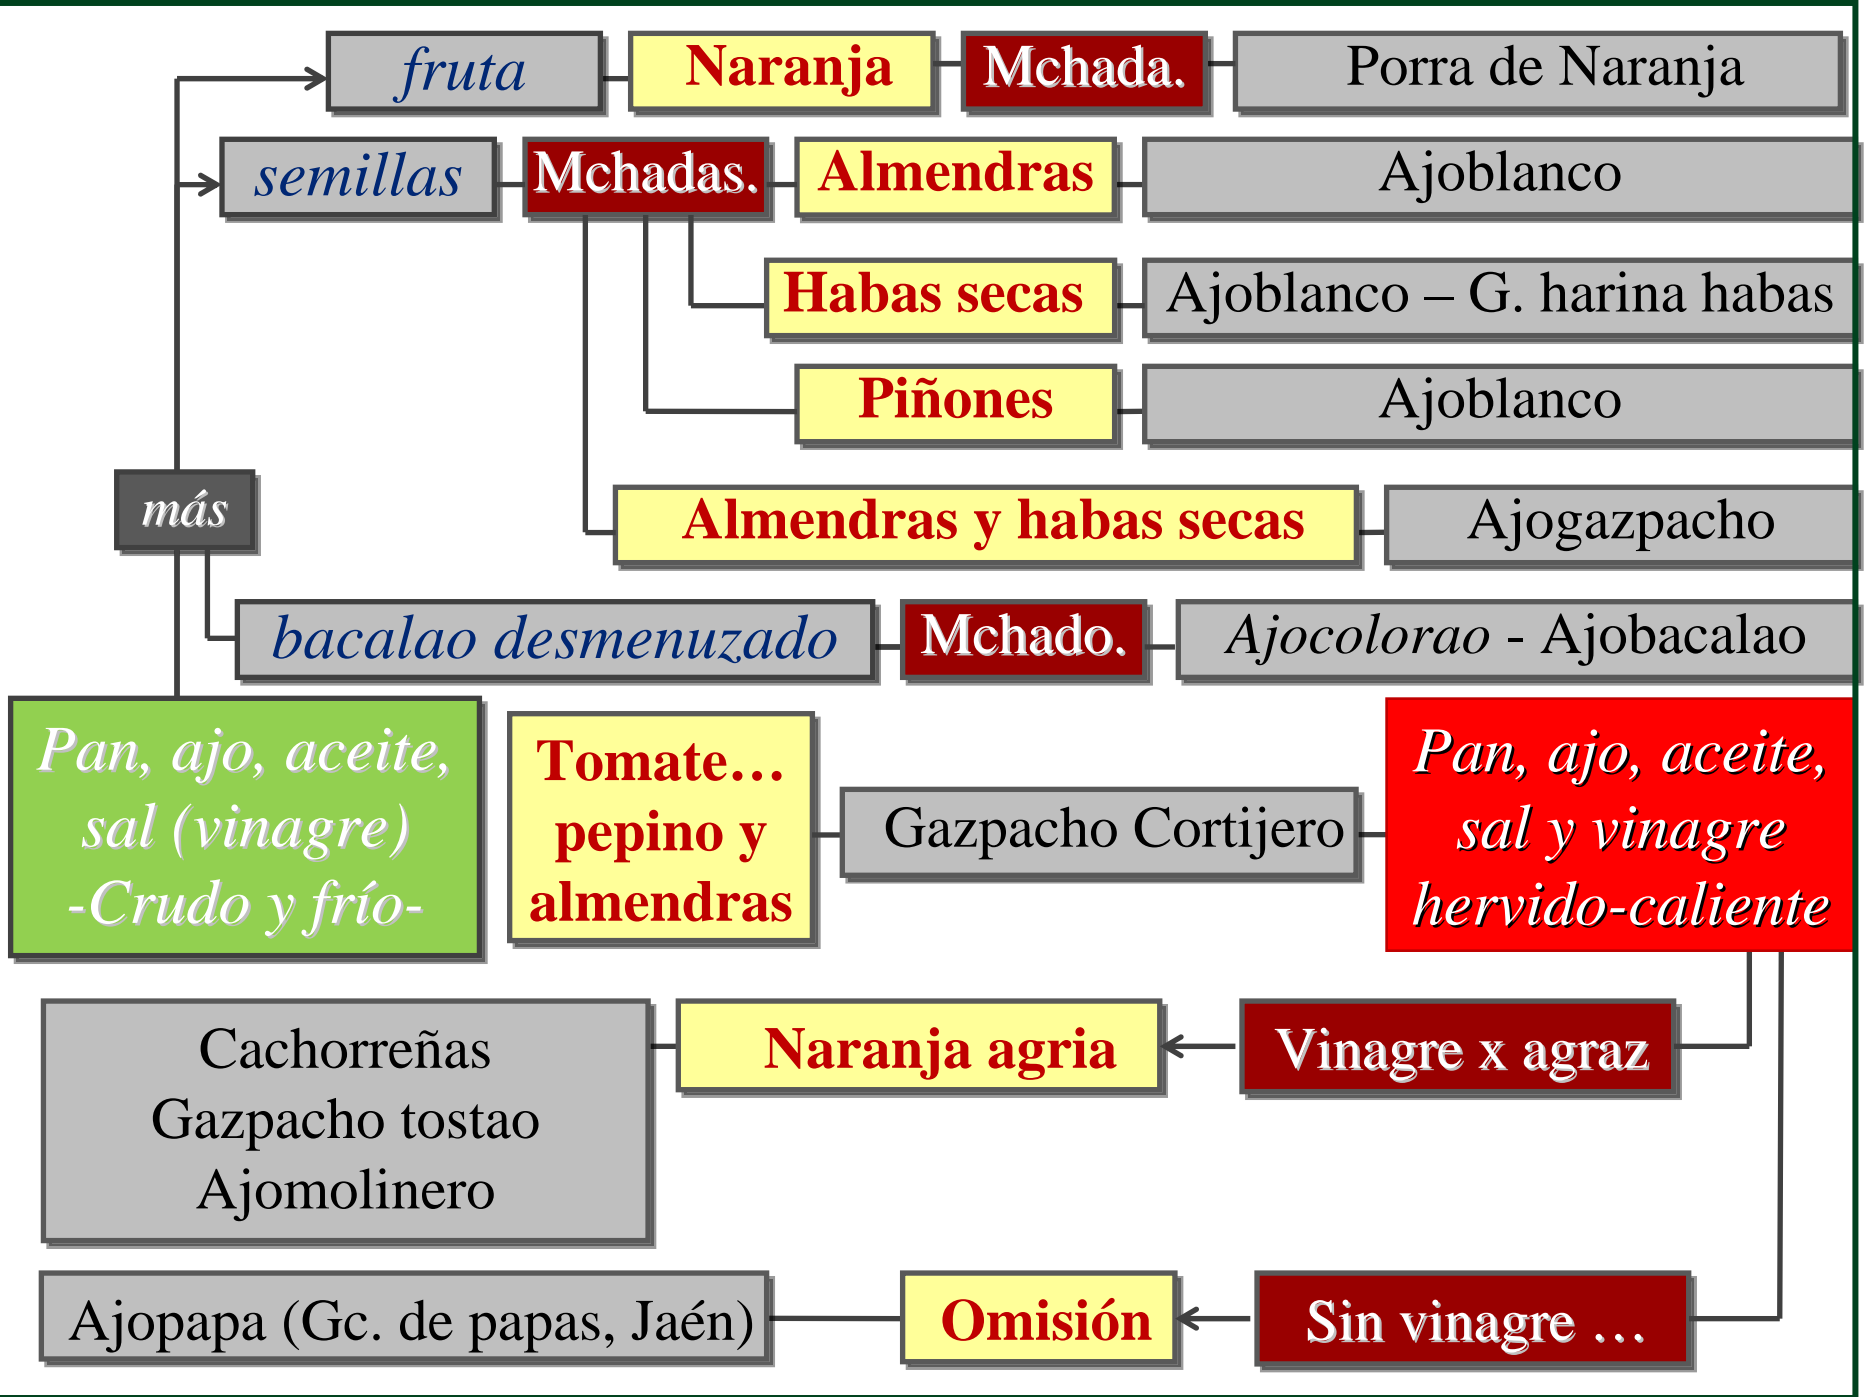 fruta
Naranja
Mchada.
Porra de Naranja
semillas
Mchadas.
Almendras
Ajoblanco
Habas secas
Ajoblanco – G. harina habas
Piñones
Ajoblanco
más
Almendras y habas secas
Ajogazpacho
bacalao desmenuzado
Mchado.
Ajocolorao - Ajobacalao
Pan, ajo, aceite,
sal (vinagre)
-Crudo y frío-
Tomate…
pepino y
almendras
Gazpacho Cortijero
Pan, ajo, aceite,
sal y vinagre
hervido-caliente
Cachorreñas
Gazpacho tostao
Ajomolinero
Naranja agria
Vinagre x agraz
Ajopapa (Gc. de papas, Jaén)
Omisión
Sin vinagre …